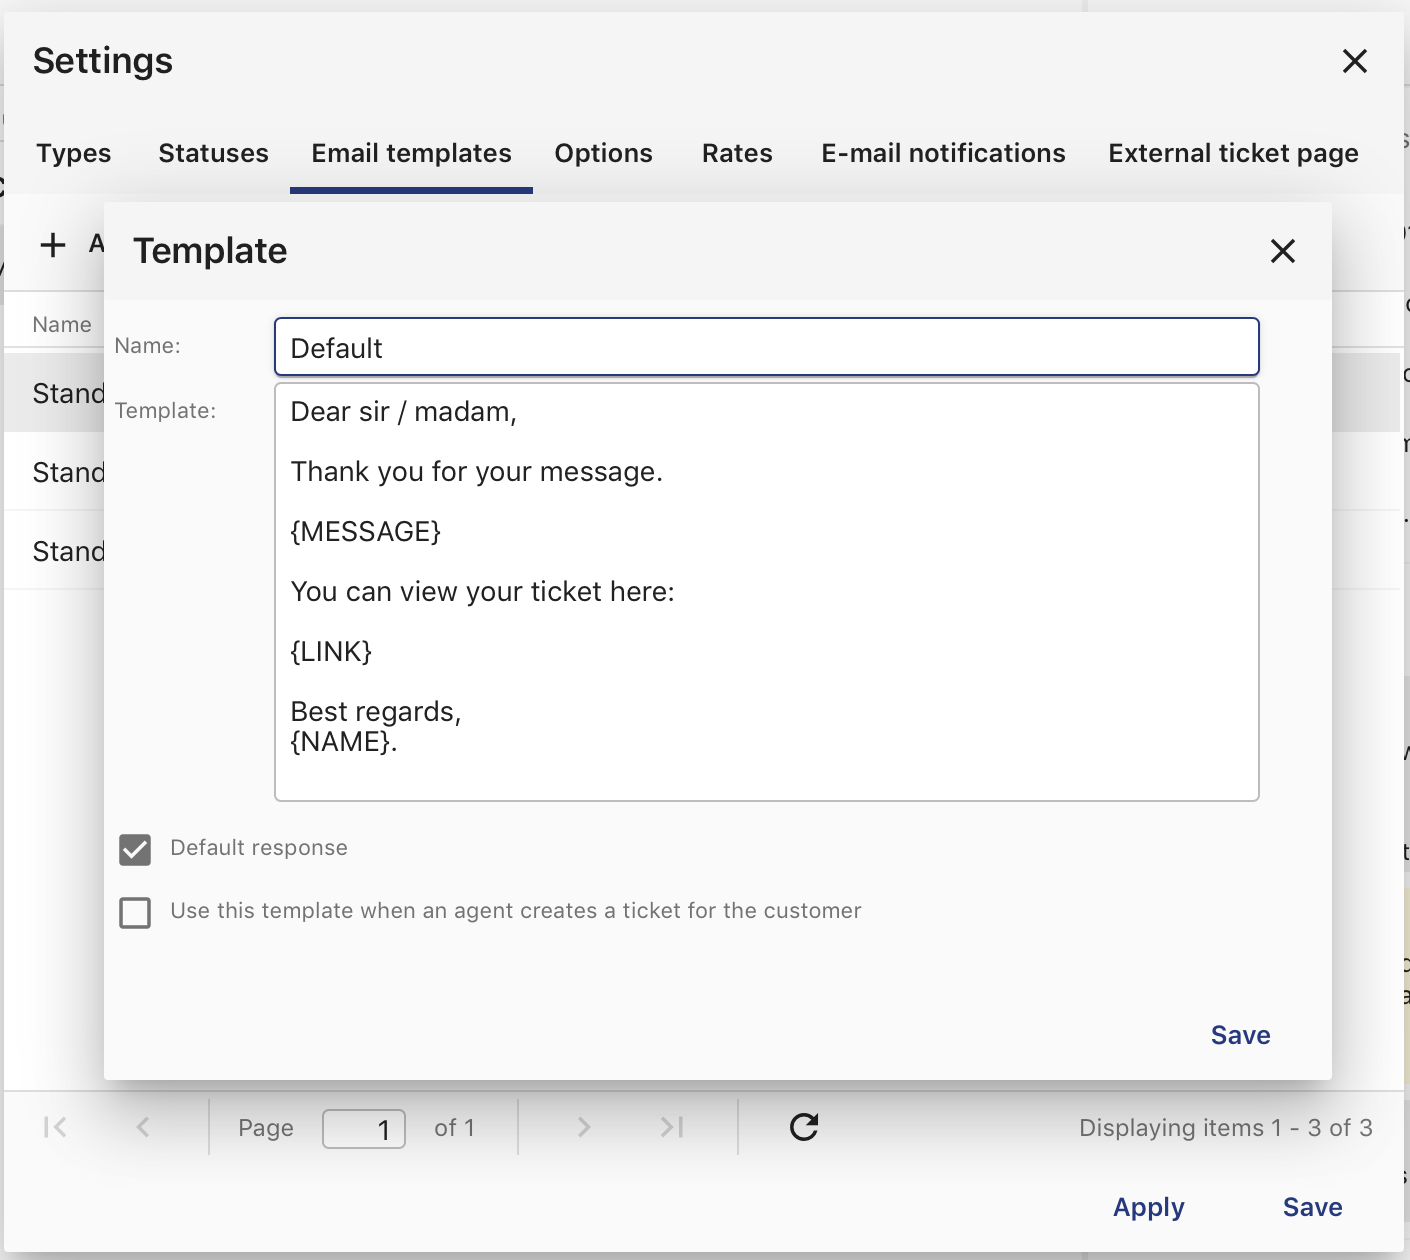 Settings
Types Statuses Email templates Options Rates E-mail notifications External ticket page
Template
Name
Name:
Default
Stand
Template:
Dear sir / madam,
Thank you for your message.
Stand
{MESSAGE}
Stand
You can view your ticket here:
{LINK}
Best regards,
{NAME}.
Default response
Use this template when an agent creates a ticket for the customer
Save
Page 1 of 1 Displaying items 1 - 3 of 3
Apply Save